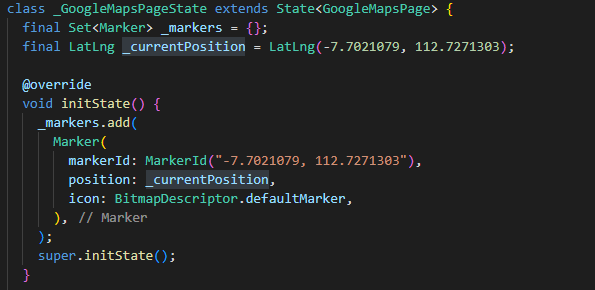 class _GoogleMapsPageState extends State<GoogleMapsPage> {
final Set<Marker> _markers = {};
final LatLng _currentPosition = LatLng(-7.7021079, 112.7271303);
@override
void initState() {
_markers.add(
Marker(
markerId: MarkerId("-7.7021079, 112.7271303"),
position: _currentPosition,
icon: BitmapDescriptor.defaultMarker,
), // Marker
);
super.initState();
}